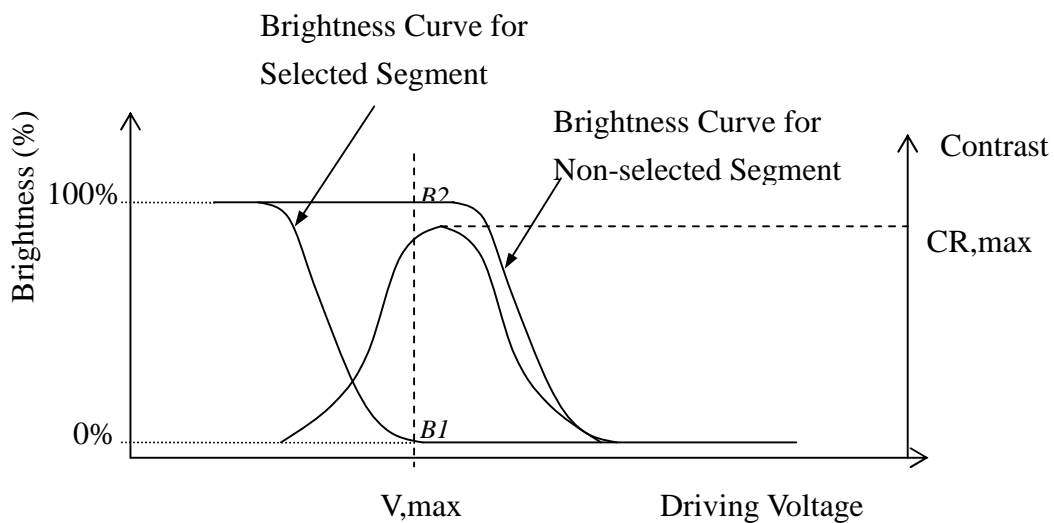 Brightness Curve for
Selected Segment
Brightness Curve for
Non-selected Segment
Contrast
Brightness (%)
100%
B2
CR,max
0%
B1
V,max
Driving Voltage